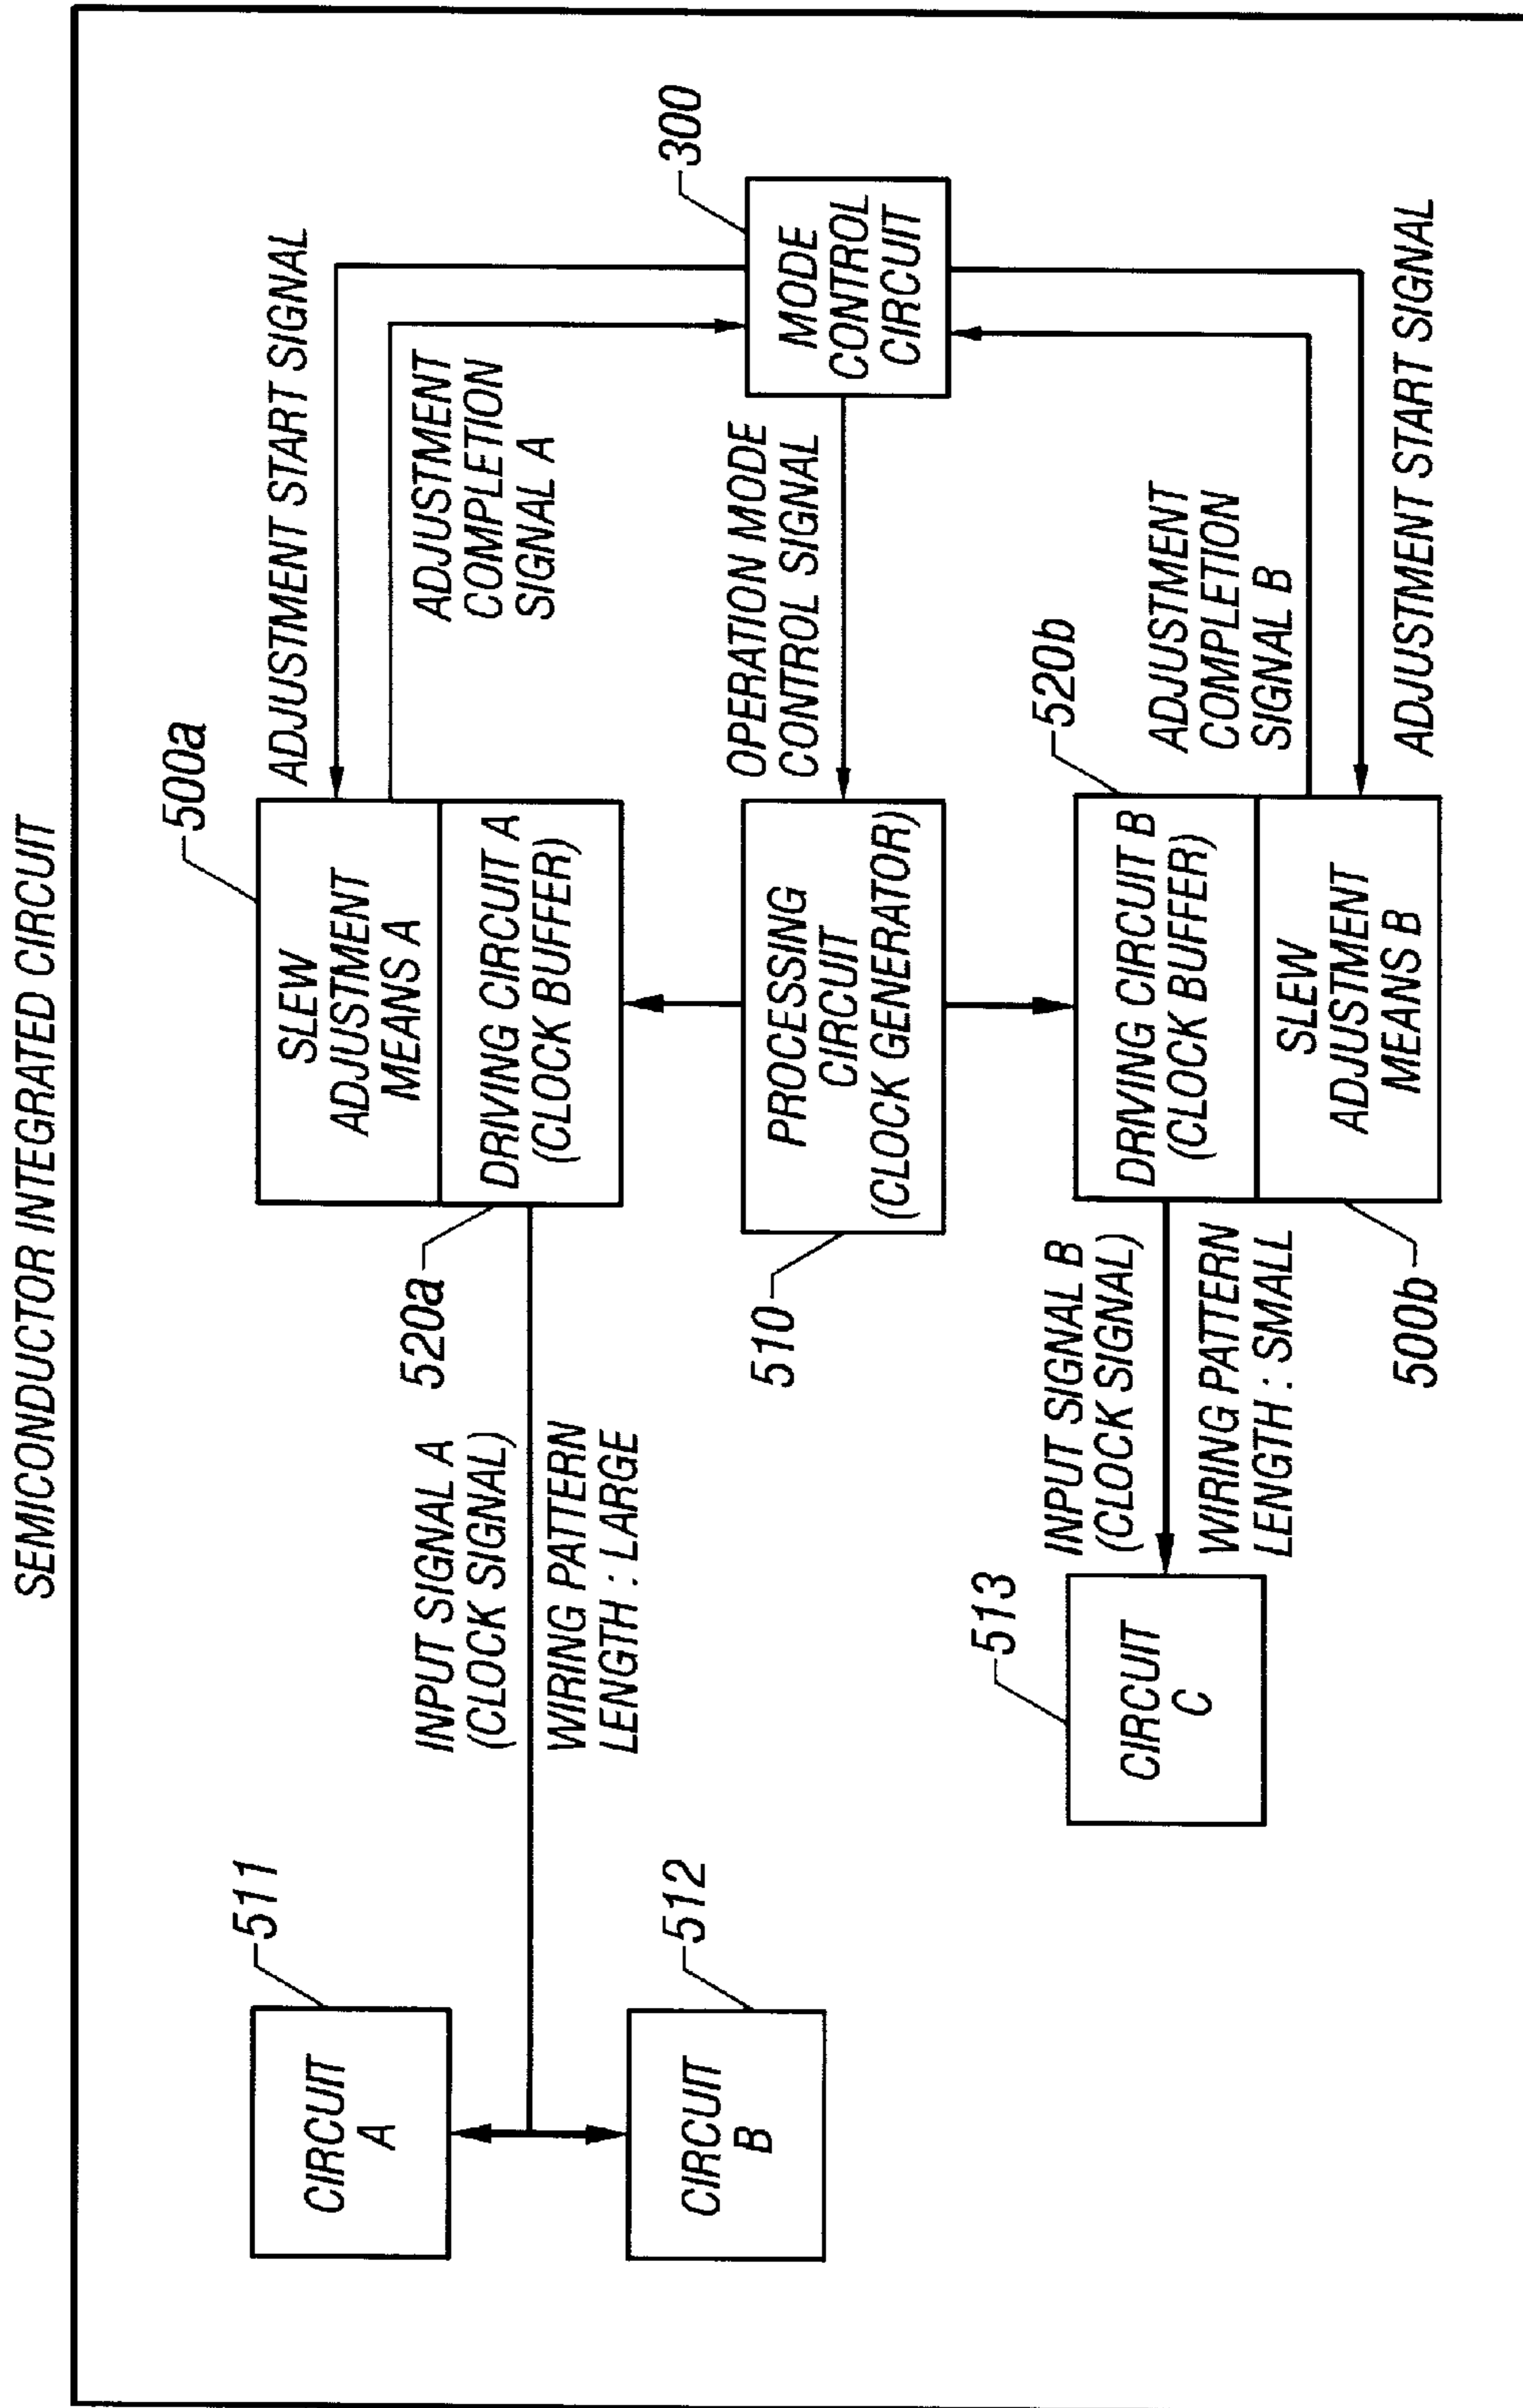 SEMICONDUCTOR INTEGRATED CIRCUIT
511
CIRCUIT
A
512
CIRCUIT
B
INPUT SIGNAL A
(CLOCK SIGNAL)
WIRING PATTERN
LENGTH : LARGE
500a
SLEW
ADJUSTMENT
MEANS A
DRIVING CIRCUIT A
(CLOCK BUFFER)
520a
ADJUSTMENT START SIGNAL
ADJUSTMENT
COMPLETION
SIGNAL A
300
MODE
CONTROL
CIRCUIT
OPERATION MODE
CONTROL SIGNAL
PROCESSING
CIRCUIT
(CLOCK GENERATOR)
510
513
CIRCUIT
C
INPUT SIGNAL B
(CLOCK SIGNAL)
WIRING PATTERN
LENGTH : SMALL
520b
DRIVING CIRCUIT B
(CLOCK BUFFER)
SLEW
ADJUSTMENT
MEANS B
500b
ADJUSTMENT
COMPLETION
SIGNAL B
ADJUSTMENT START SIGNAL